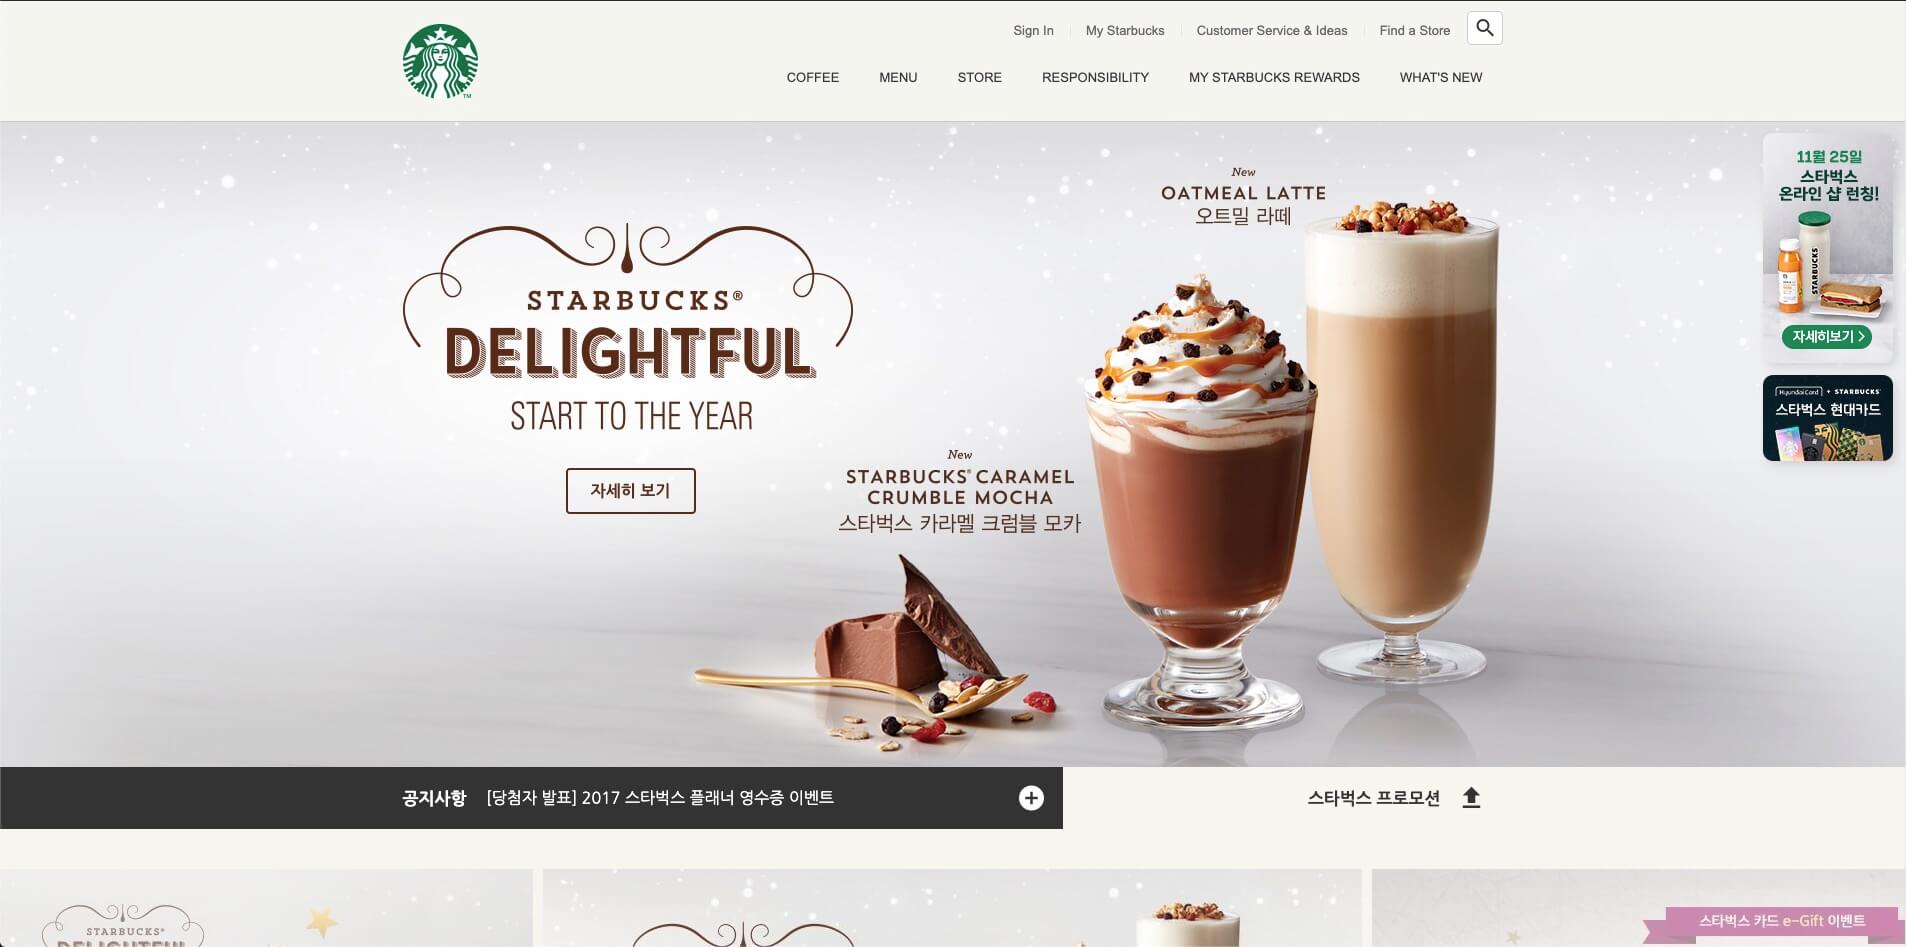 Sign In
My Starbucks
Customer Service & Ideas
Find a Store
COFFEE
MENU
STORE
RESPONSIBILITY
MY STARBUCKS REWARDS
WHAT'S NEW
TM
STARBUCKS®
DELIGHTFUL
START TO THE YEAR
자세히 보기
New
OATMEAL LATTE
오트밀 라떼
New
STARBUCKS® CARAMEL
CRUMBLE MOCHA
스타벅스 카라멜 크럼블 모카
11월 25일
스타벅스
온라인 샵 런칭!
STARBUCKS
자세히보기 >
HyundaiCard + STARBUCKS
스타벅스 현대카드
공지사항
[당첨자 발표] 2017 스타벅스 플래너 영수증 이벤트
스타벅스 프로모션
STARBUCKS®
DELIGHTFUL
스타벅스 카드 e-Gift 이벤트